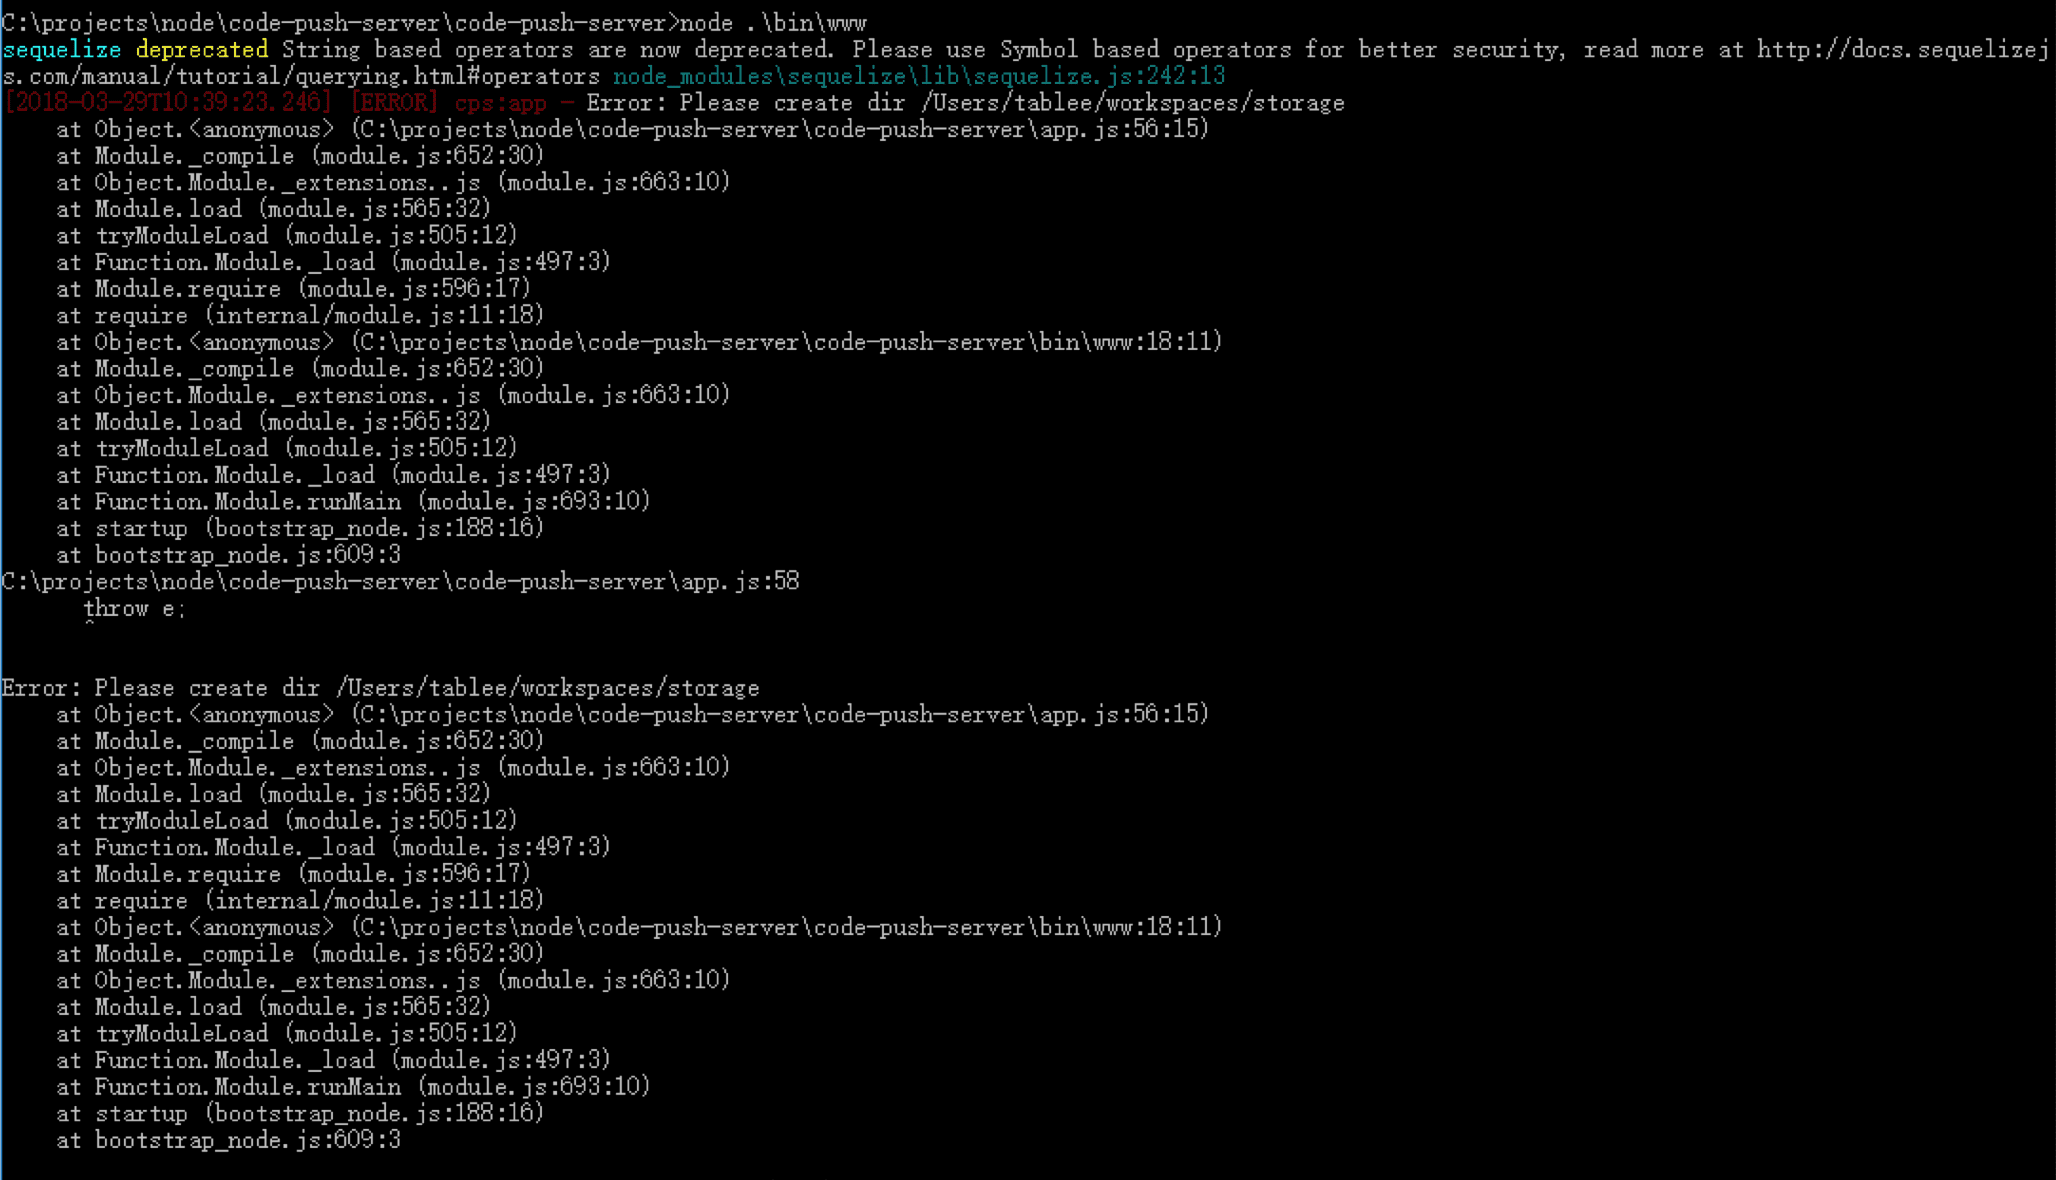 C:\projects\node\code-push-server\code-push-server>node .\bin\www
sequelize deprecated String based operators are now deprecated. Please use Symbol based operators for better security, read more at http://docs.sequelizej
s.com/manual/tutorial/querying.html#operators node_modules\sequelize\lib\sequelize.js:242:13
[2018-03-29T10:39:23.246] [ERROR] cps:app - Error: Please create dir /Users/tablee/workspaces/storage
    at Object.<anonymous> (C:\projects\node\code-push-server\code-push-server\app.js:56:15)
    at Module._compile (module.js:652:30)
    at Object.Module._extensions..js (module.js:663:10)
    at Module.load (module.js:565:32)
    at tryModuleLoad (module.js:505:12)
    at Function.Module._load (module.js:497:3)
    at Module.require (module.js:596:17)
    at require (internal/module.js:11:18)
    at Object.<anonymous> (C:\projects\node\code-push-server\code-push-server\bin\www:18:11)
    at Module._compile (module.js:652:30)
    at Object.Module._extensions..js (module.js:663:10)
    at Module.load (module.js:565:32)
    at tryModuleLoad (module.js:505:12)
    at Function.Module._load (module.js:497:3)
    at Function.Module.runMain (module.js:693:10)
    at startup (bootstrap_node.js:188:16)
    at bootstrap_node.js:609:3
C:\projects\node\code-push-server\code-push-server\app.js:58
      throw e;
      ^
Error: Please create dir /Users/tablee/workspaces/storage
    at Object.<anonymous> (C:\projects\node\code-push-server\code-push-server\app.js:56:15)
    at Module._compile (module.js:652:30)
    at Object.Module._extensions..js (module.js:663:10)
    at Module.load (module.js:565:32)
    at tryModuleLoad (module.js:505:12)
    at Function.Module._load (module.js:497:3)
    at Module.require (module.js:596:17)
    at require (internal/module.js:11:18)
    at Object.<anonymous> (C:\projects\node\code-push-server\code-push-server\bin\www:18:11)
    at Module._compile (module.js:652:30)
    at Object.Module._extensions..js (module.js:663:10)
    at Module.load (module.js:565:32)
    at tryModuleLoad (module.js:505:12)
    at Function.Module._load (module.js:497:3)
    at Function.Module.runMain (module.js:693:10)
    at startup (bootstrap_node.js:188:16)
    at bootstrap_node.js:609:3